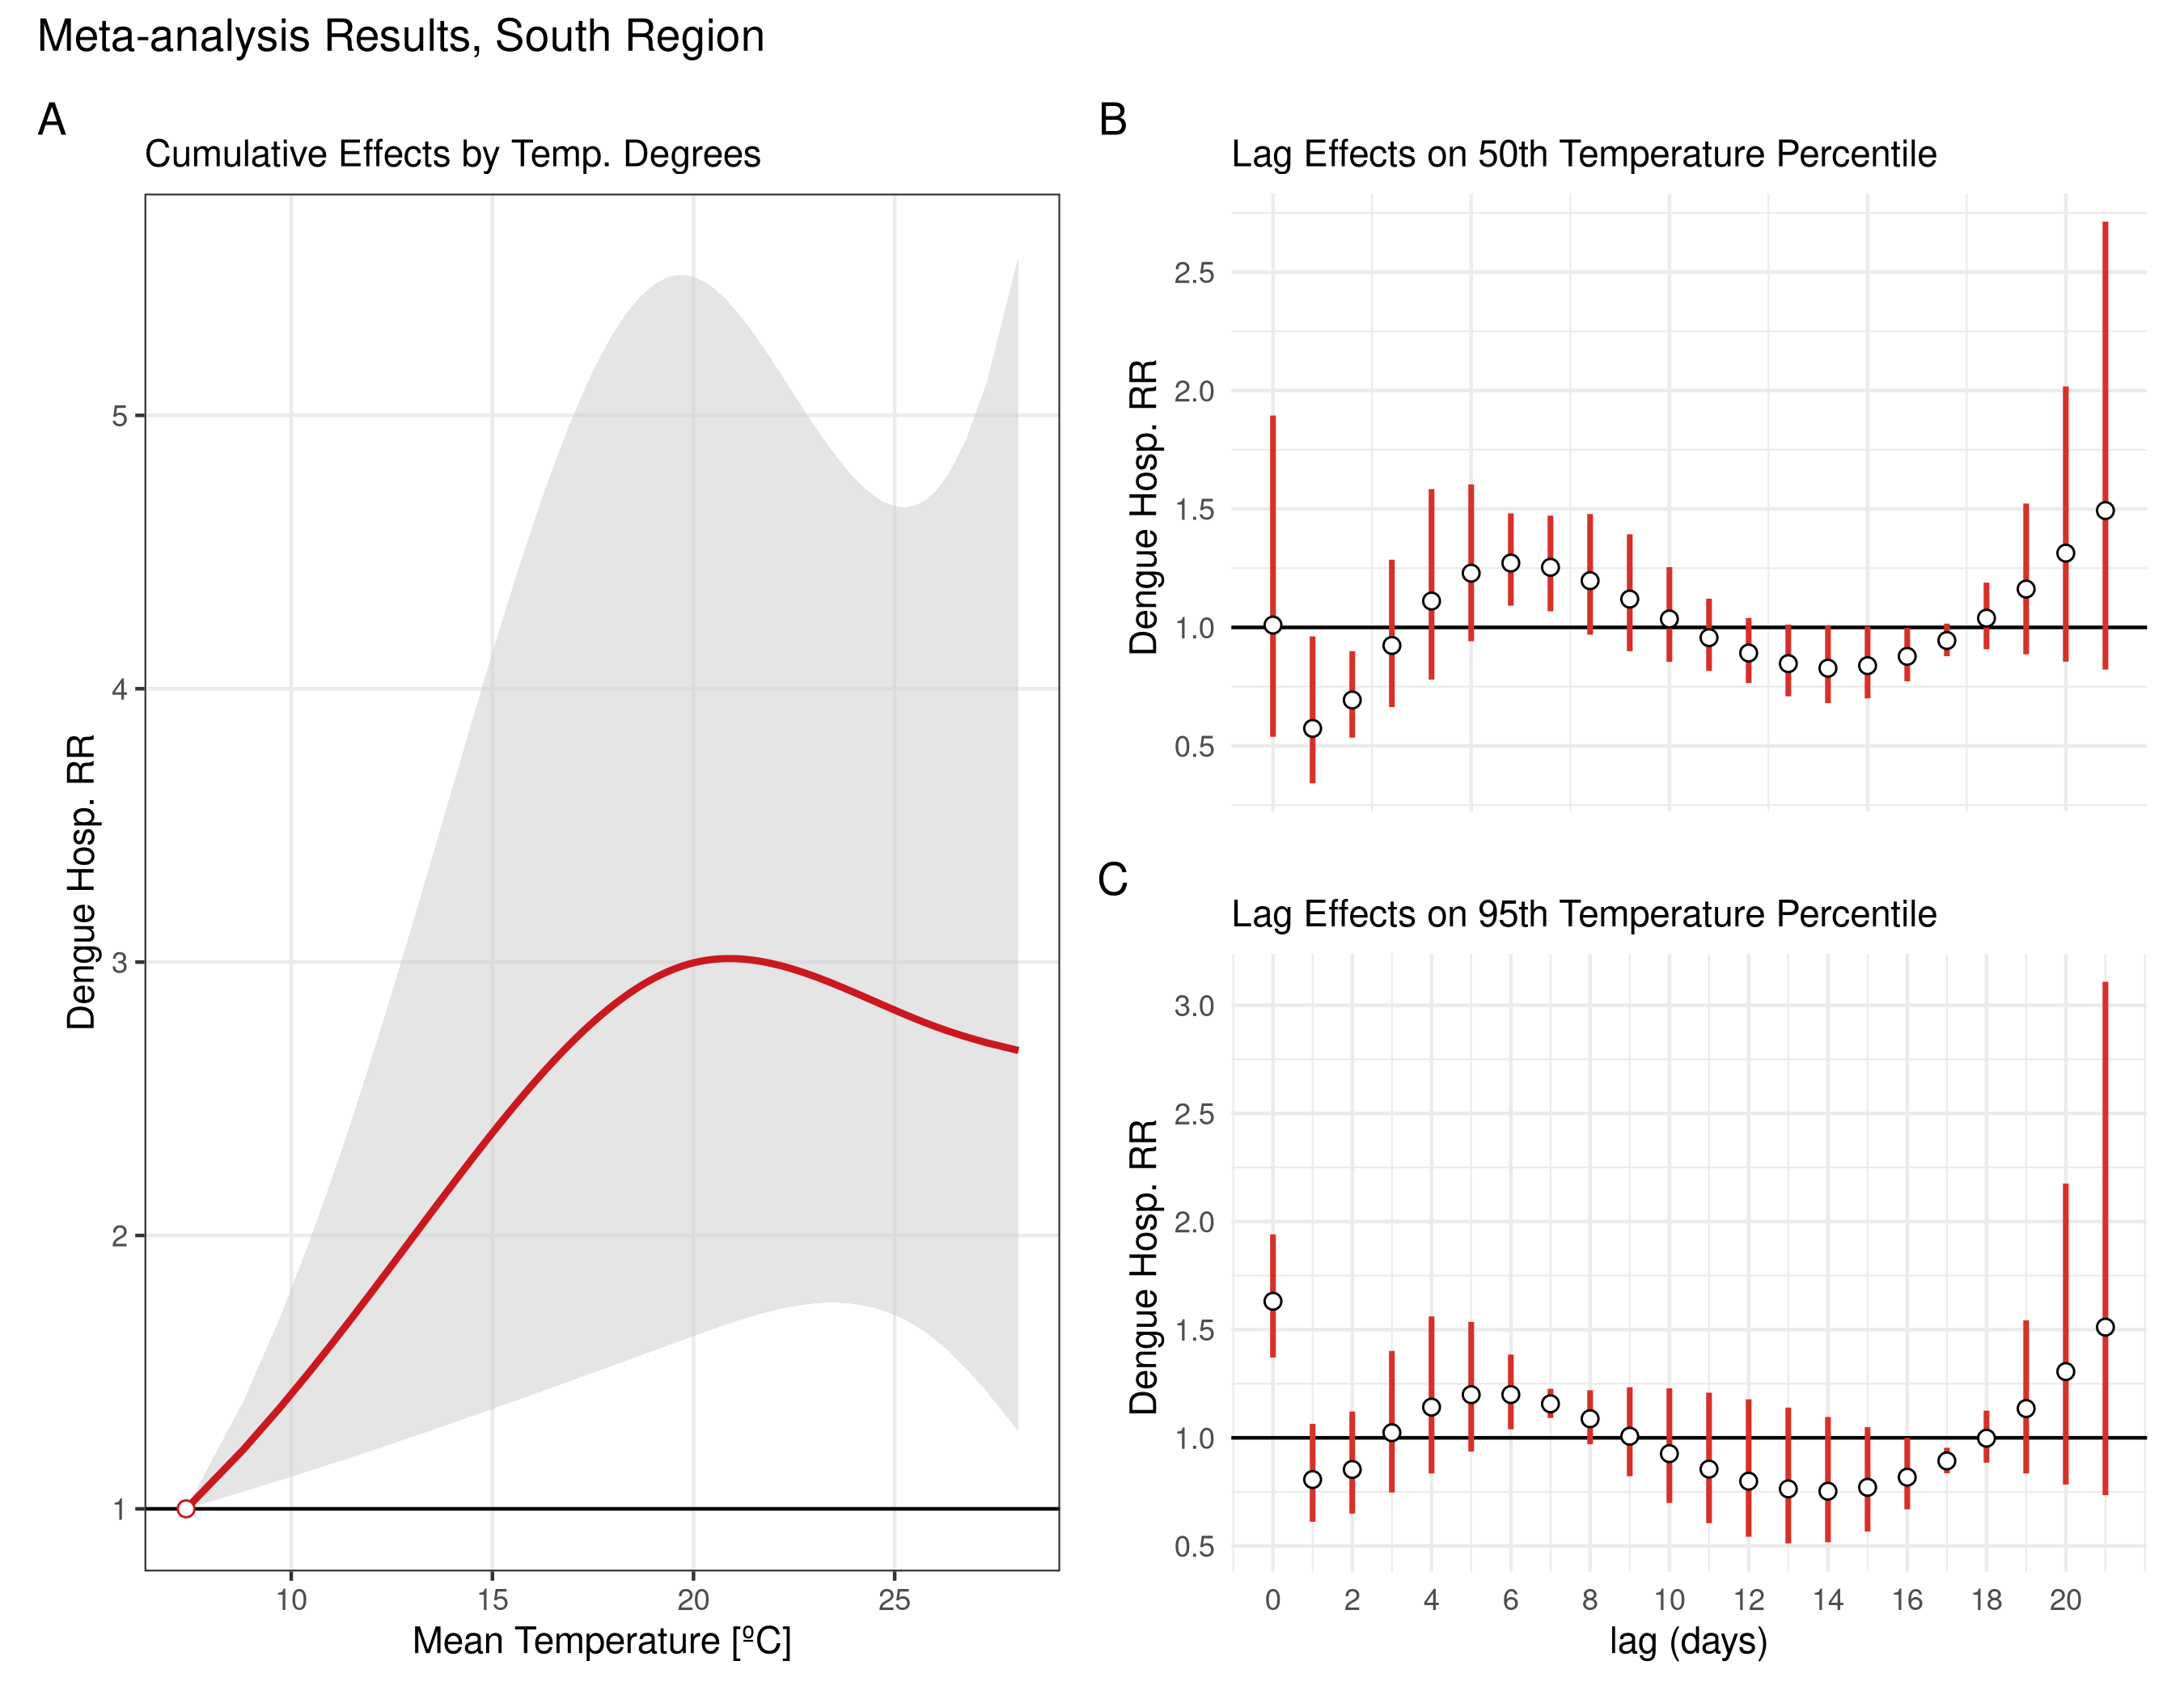 Meta-analysis Results, South Region
A
Cumulative Effects by Temp. Degrees
Dengue Hosp. RR
5
4
3
2
1
10 15 20 25
Mean Temperature [ºC]
B
Lag Effects on 50th Temperature Percentile
Dengue Hosp. RR
2.5
2.0
1.5
1.0
0.5
C
Lag Effects on 95th Temperature Percentile
Dengue Hosp. RR
3.0
2.5
2.0
1.5
1.0
0.5
0 2 4 6 8 10 12 14 16 18 20
lag (days)